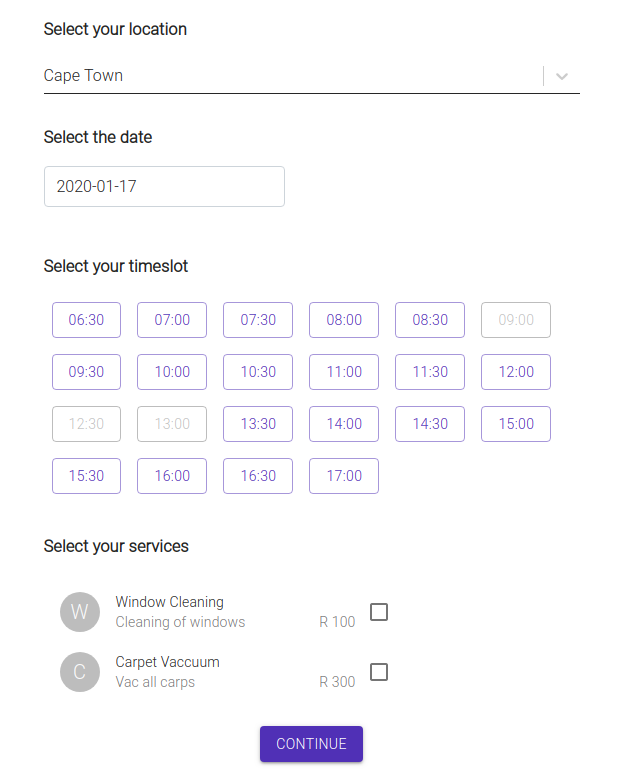 Select your location
Cape Town
Select the date
2020-01-17
Select your timeslot
06:30 07:00 07:30 08:00 08:30 09:00
09:30 10:00 10:30 11:00 11:30 12:00
12:30 13:00 13:30 14:00 14:30 15:00
15:30 16:00 16:30 17:00
Select your services
W Window Cleaning
Cleaning of windows R 100
C Carpet Vaccuum
Vac all carps R 300
CONTINUE